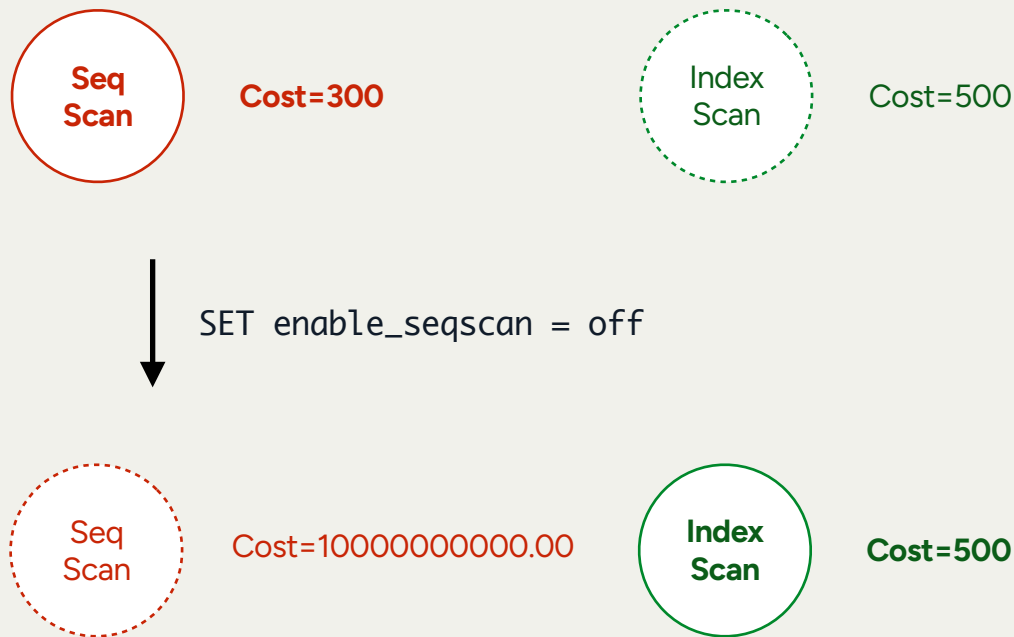 Seq
Scan
Cost=300
Index
Scan
Cost=500
SET enable_seqscan = off
Seq
Scan
Cost=10000000000.00
Index
Scan
Cost=500